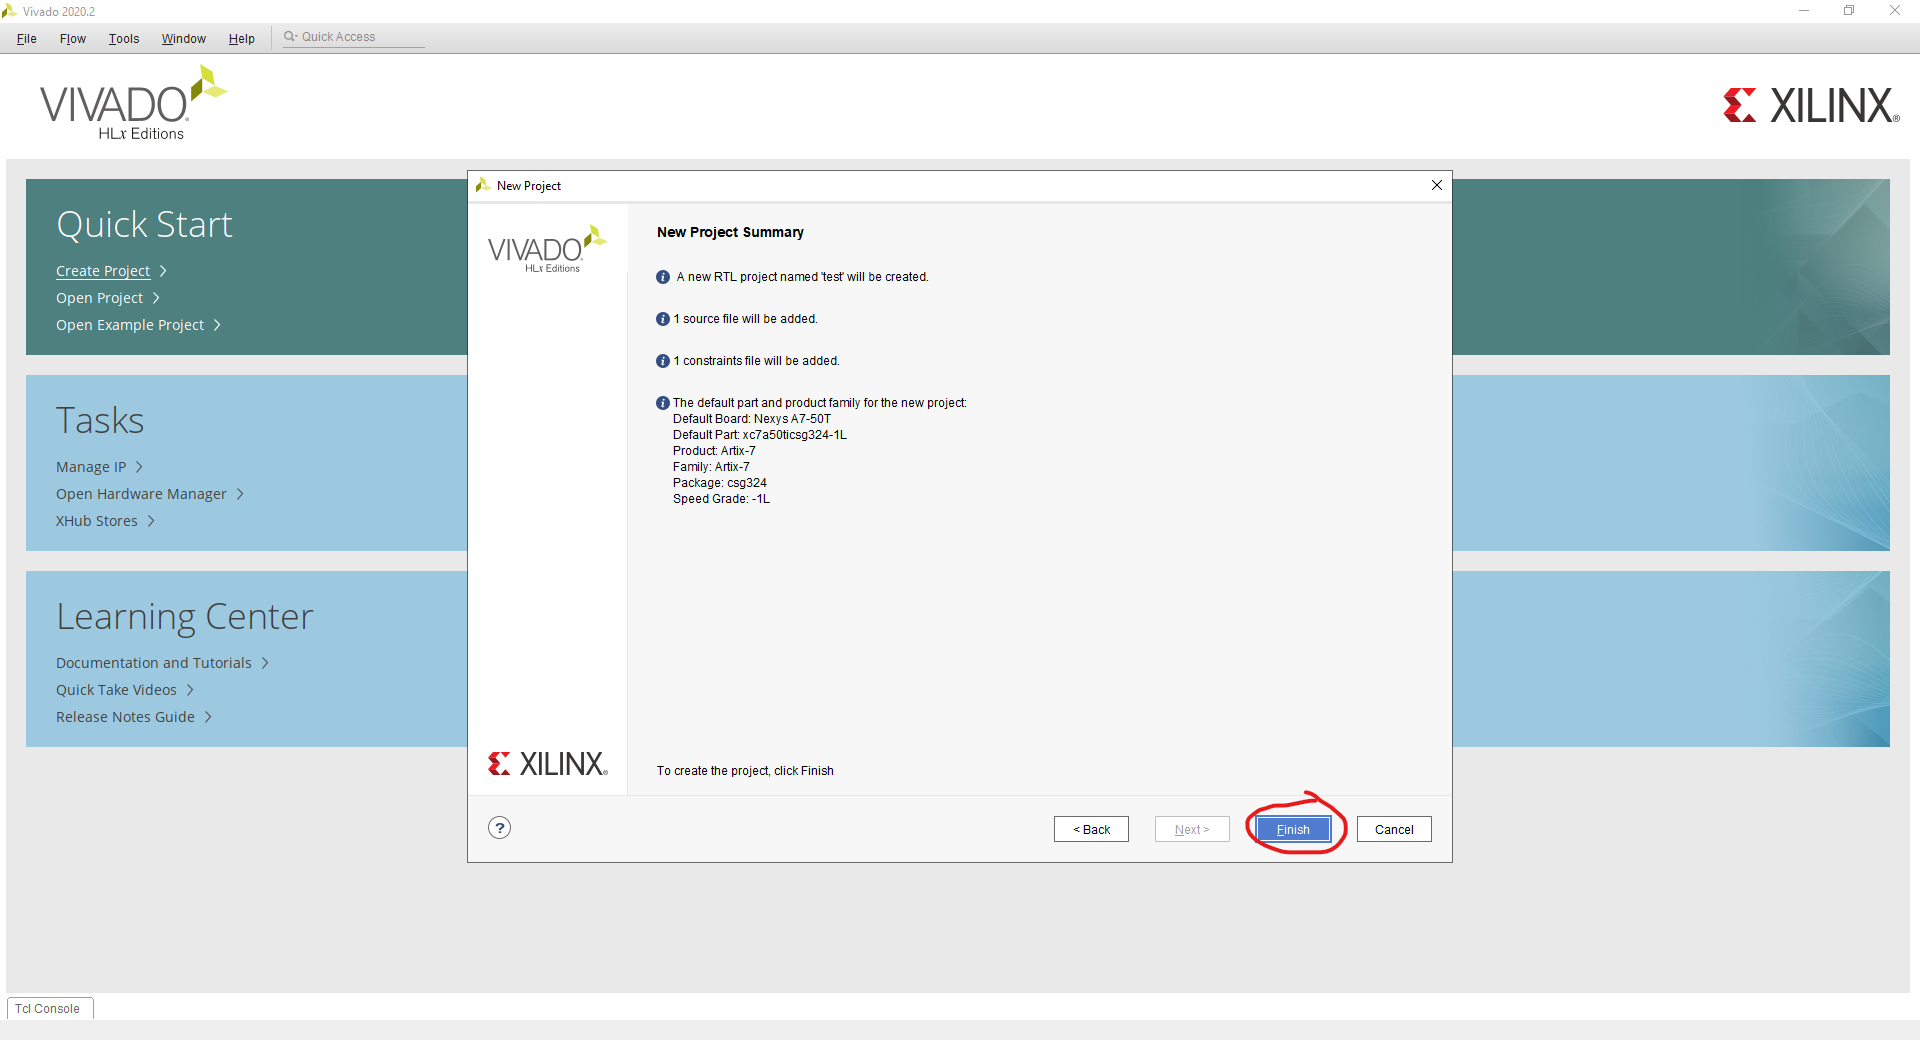 Vivado 2020.2
File Flow Tools Window Help Quick Access
VIVADO.
HLx Editions
XILINX®
Quick Start
Create Project
Open Project
Open Example Project
Tasks
Manage IP
Open Hardware Manager
XHub Stores
Learning Center
Documentation and Tutorials
Quick Take Videos
Release Notes Guide
New Project
VIVADO.
HLx Editions
New Project Summary
A new RTL project named 'test' will be created.
1 source file will be added.
1 constraints file will be added.
The default part and product family for the new project:
Default Board: Nexys A7-50T
Default Part: xc7a50ticsg324-1L
Product: Artix-7
Family: Artix-7
Package: csg324
Speed Grade: -1L
XILINX®
To create the project, click Finish
? < Back Next > Finish Cancel
Tcl Console